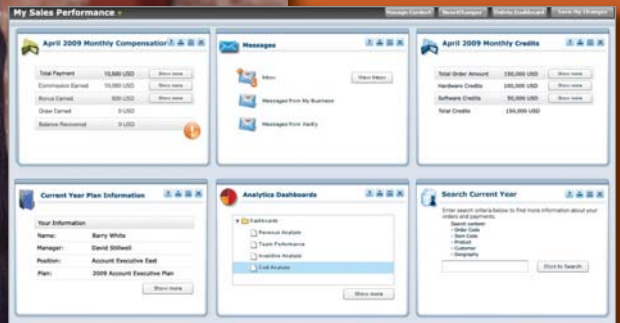 My Sales Performance
Manage Content
Delete Dashboard
Save My Changes
April 2009 Monthly Compensation
Total Payment 10,500 USD Show more
Commission Earned 10,000 USD Show more
Bonus Earned 500 USD Show more
Draw Earned 0 USD
Balance Recovered 0 USD
Messages
Inbox
View Inbox
Messages from My Business
Messages from Xactly
April 2009 Monthly Credits
Total Order Amount 150,000 USD Show more
Hardware Credits 100,000 USD Show more
Software Credits 50,000 USD Show more
Total Credits 150,000 USD
Current Year Plan Information
Your Information
Name: Barry White
Manager: David Stillwell
Position: Account Executive East
Plan: 2009 Account Executive Plan
Show more
Analytics Dashboards
Dashboards
Revenue Analysis
Team Performance
Incentive Analysis
Cost Analysis
Show more
Search Current Year
Enter search criteria below to find more information about your
orders and payments.
Search contain:
- Order Code
- Item Code
- Product
- Customer
- Geography
Click to Search